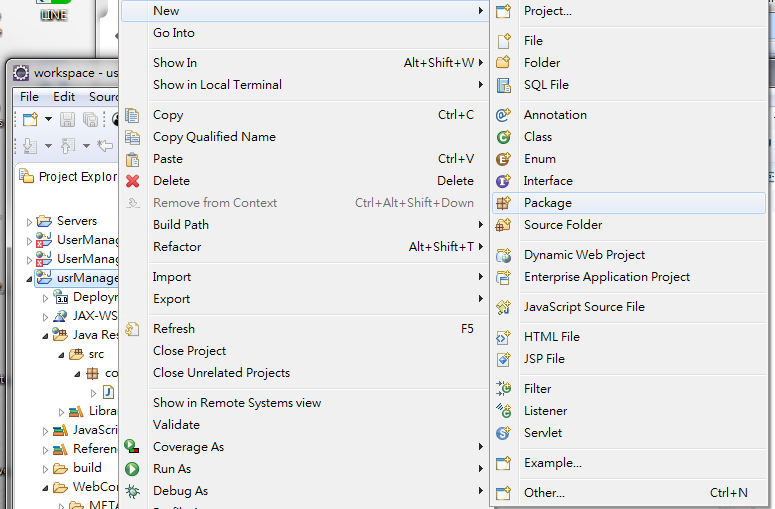 LINE
workspace - us
File Edit Sour
Project Explor
Servers
UserManag
UserManag
usrManage
Deployn
JAX-WS
Java Res
src
co
Librar
JavaScri
Referenc
build
WebCon
META
New
Go Into
Show In Alt+Shift+W
Show in Local Terminal
Copy Ctrl+C
Copy Qualified Name
Paste Ctrl+V
Delete Delete
Remove from Context Ctrl+Alt+Shift+Down
Build Path
Refactor Alt+Shift+T
Import
Export
Refresh F5
Close Project
Close Unrelated Projects
Show in Remote Systems view
Validate
Coverage As
Run As
Debug As
Project...
File
Folder
SQL File
Annotation
Class
Enum
Interface
Package
Source Folder
Dynamic Web Project
Enterprise Application Project
JavaScript Source File
HTML File
JSP File
Filter
Listener
Servlet
Example...
Other... Ctrl+N